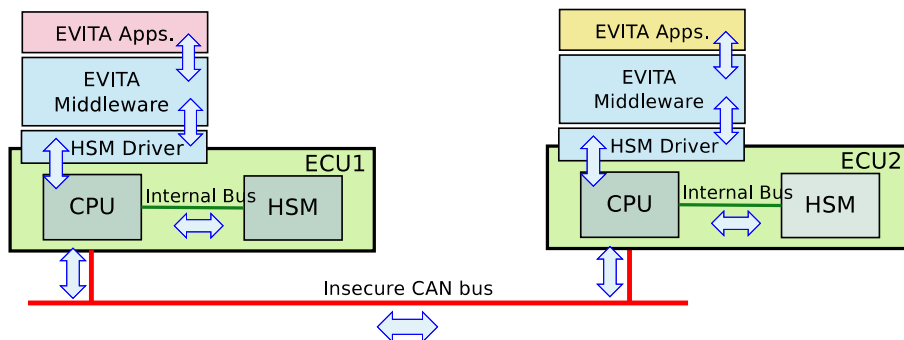 EVITA Apps.
EVITA
Middleware
HSM Driver
ECU1
CPU
Internal Bus
HSM
EVITA Apps.
EVITA
Middleware
HSM Driver
ECU2
CPU
Internal Bus
HSM
Insecure CAN bus